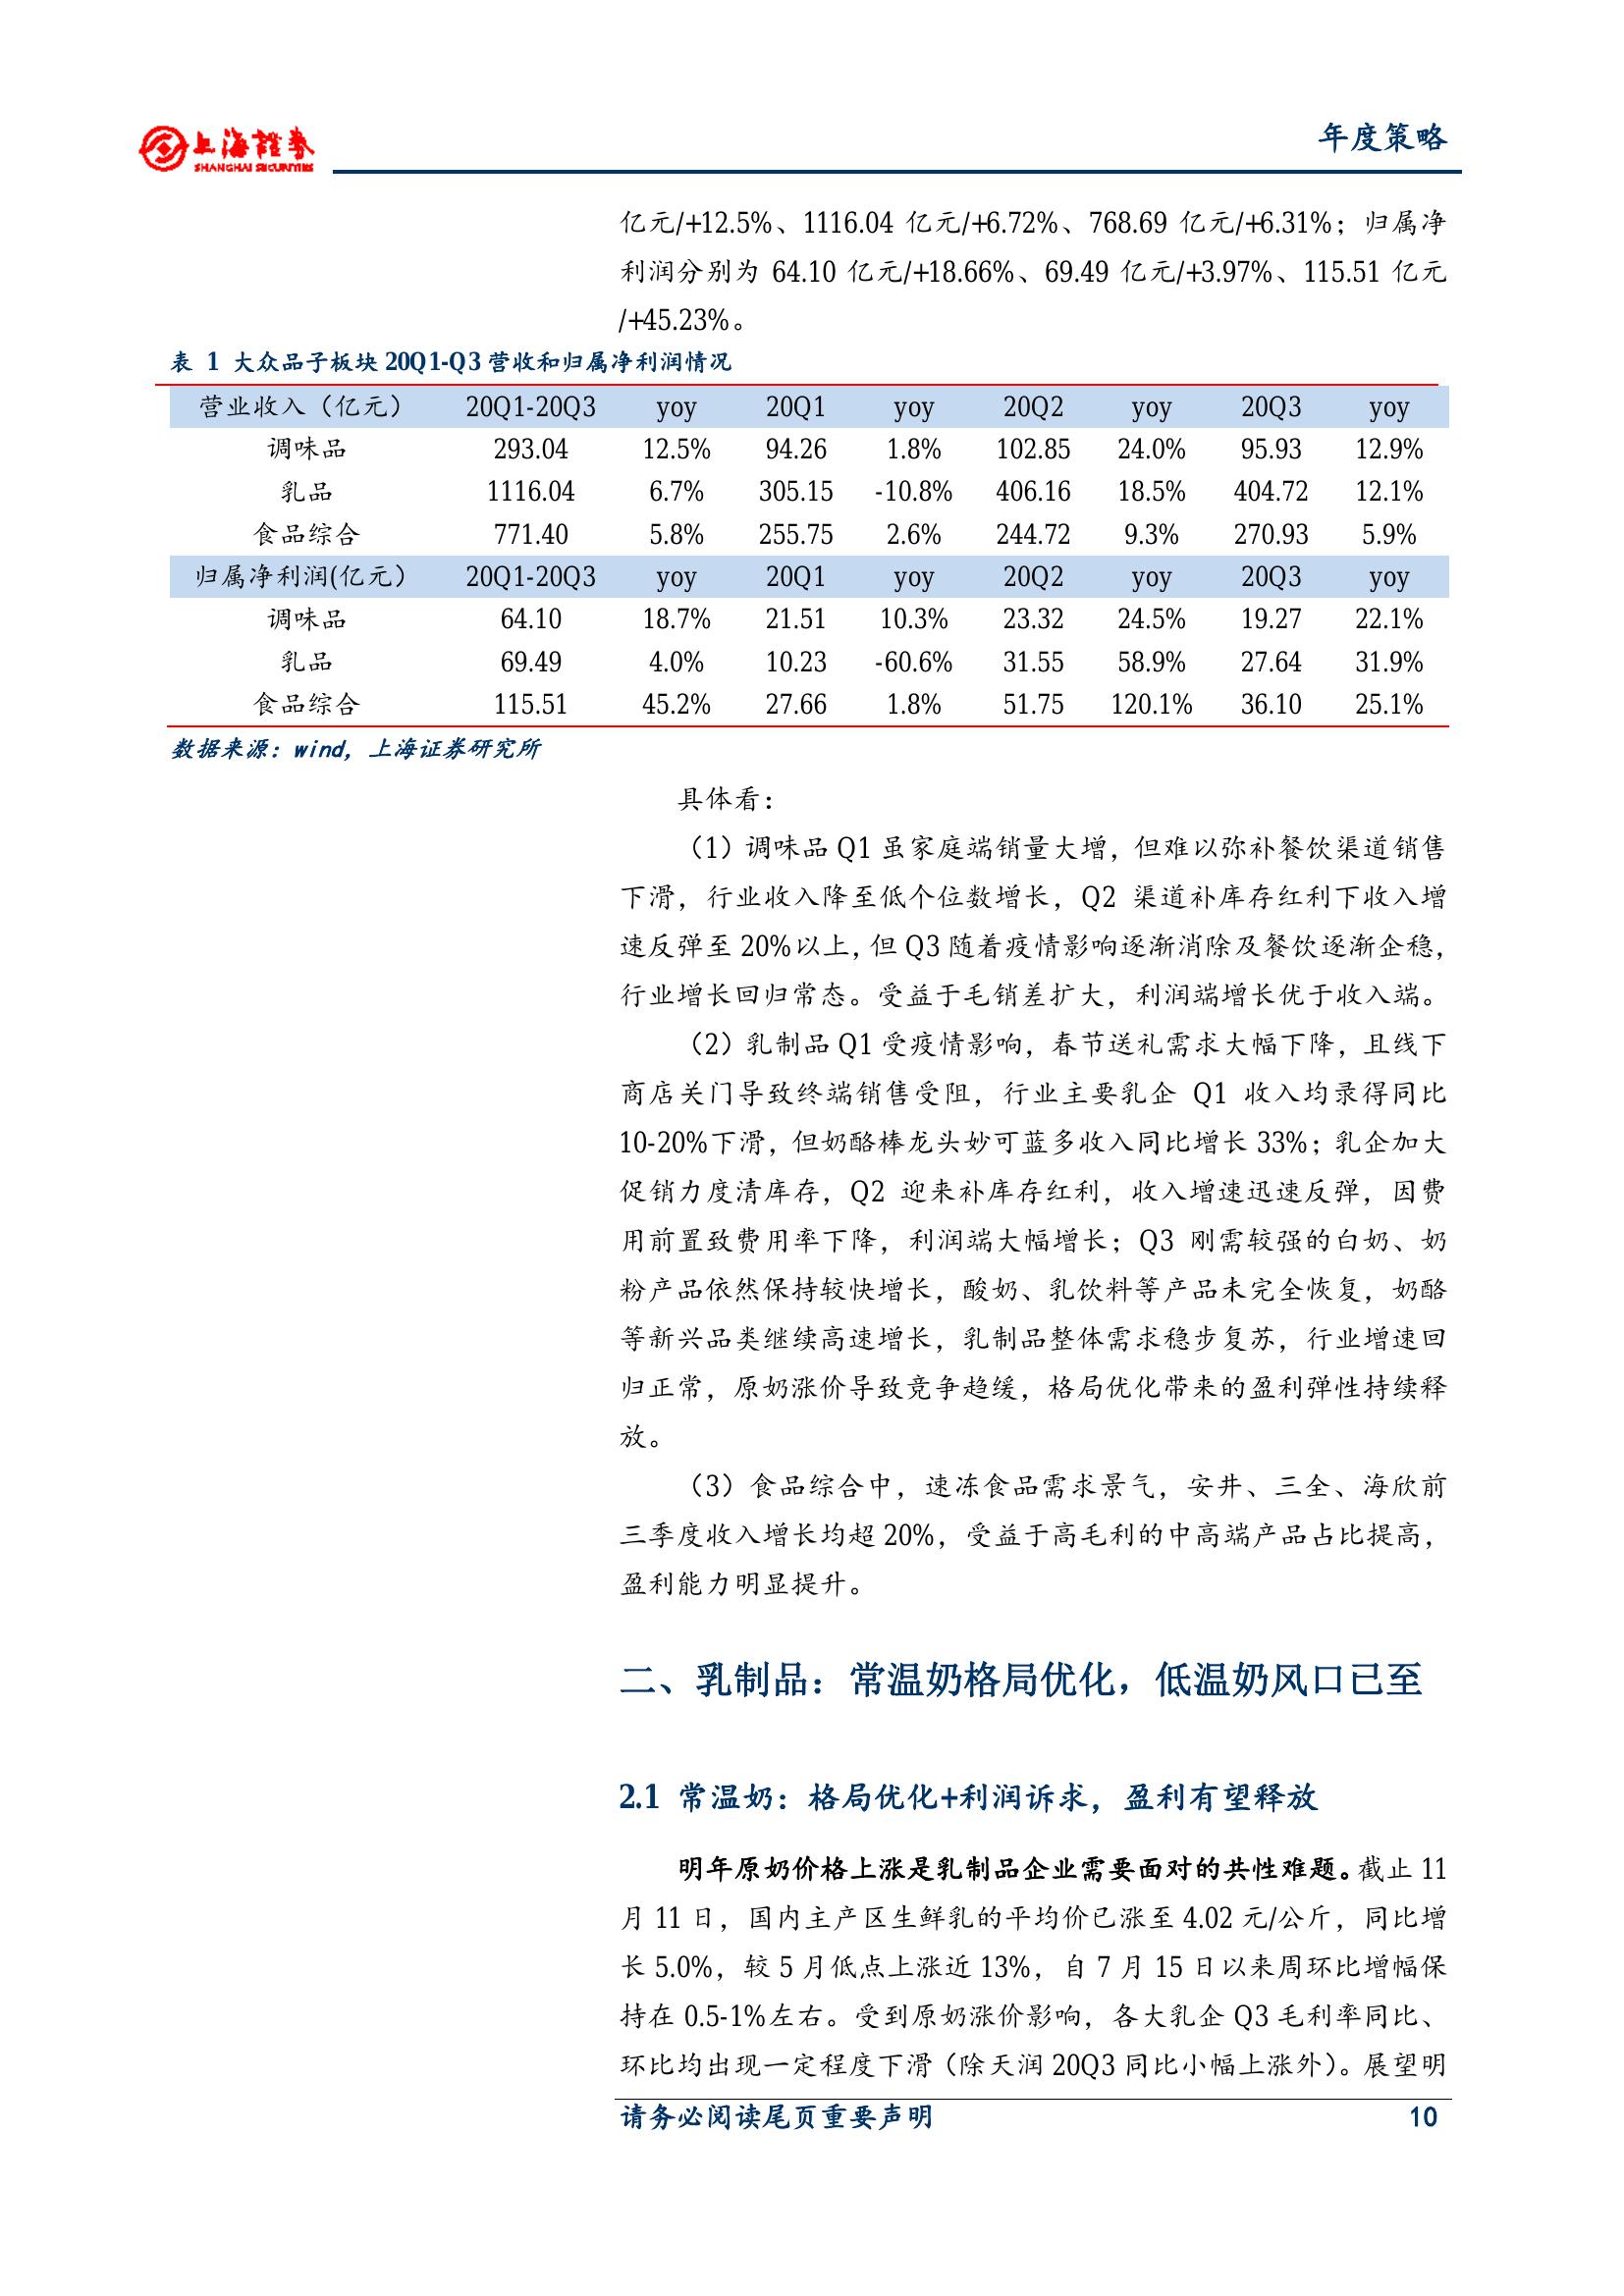 上海證券
SHANGHAI SECURITIES
年度策略
亿元/+12.5%、1116.04 亿元/+6.72%、768.69 亿元/+6.31%；归属净
利润分别为 64.10 亿元/+18.66%、69.49 亿元/+3.97%、115.51 亿元
/+45.23%。
表 1 大众品子板块 20Q1-Q3 营收和归属净利润情况
营业收入（亿元） 20Q1-20Q3 yoy 20Q1 yoy 20Q2 yoy 20Q3 yoy
调味品 293.04 12.5% 94.26 1.8% 102.85 24.0% 95.93 12.9%
乳品 1116.04 6.7% 305.15 -10.8% 406.16 18.5% 404.72 12.1%
食品综合 771.40 5.8% 255.75 2.6% 244.72 9.3% 270.93 5.9%
归属净利润(亿元） 20Q1-20Q3 yoy 20Q1 yoy 20Q2 yoy 20Q3 yoy
调味品 64.10 18.7% 21.51 10.3% 23.32 24.5% 19.27 22.1%
乳品 69.49 4.0% 10.23 -60.6% 31.55 58.9% 27.64 31.9%
食品综合 115.51 45.2% 27.66 1.8% 51.75 120.1% 36.10 25.1%
数据来源：wind，上海证券研究所
具体看：
（1）调味品 Q1 虽家庭端销量大增，但难以弥补餐饮渠道销售
下滑，行业收入降至低个位数增长，Q2 渠道补库存红利下收入增
速反弹至 20%以上，但 Q3 随着疫情影响逐渐消除及餐饮逐渐企稳，
行业增长回归常态。受益于毛销差扩大，利润端增长优于收入端。
（2）乳制品 Q1 受疫情影响，春节送礼需求大幅下降，且线下
商店关门导致终端销售受阻，行业主要乳企 Q1 收入均录得同比
10-20%下滑，但奶酪棒龙头妙可蓝多收入同比增长 33%；乳企加大
促销力度清库存，Q2 迎来补库存红利，收入增速迅速反弹，因费
用前置致费用率下降，利润端大幅增长；Q3 刚需较强的白奶、奶
粉产品依然保持较快增长，酸奶、乳饮料等产品未完全恢复，奶酪
等新兴品类继续高速增长，乳制品整体需求稳步复苏，行业增速回
归正常，原奶涨价导致竞争趋缓，格局优化带来的盈利弹性持续释
放。
（3）食品综合中，速冻食品需求景气，安井、三全、海欣前
三季度收入增长均超 20%，受益于高毛利的中高端产品占比提高，
盈利能力明显提升。
二、乳制品：常温奶格局优化，低温奶风口已至
2.1 常温奶：格局优化+利润诉求，盈利有望释放
明年原奶价格上涨是乳制品企业需要面对的共性难题。截止 11
月 11 日，国内主产区生鲜乳的平均价已涨至 4.02 元/公斤，同比增
长 5.0%，较 5 月低点上涨近 13%，自 7 月 15 日以来周环比增幅保
持在 0.5-1%左右。受到原奶涨价影响，各大乳企 Q3 毛利率同比、
环比均出现一定程度下滑（除天润 20Q3 同比小幅上涨外）。展望明
请务必阅读尾页重要声明 10